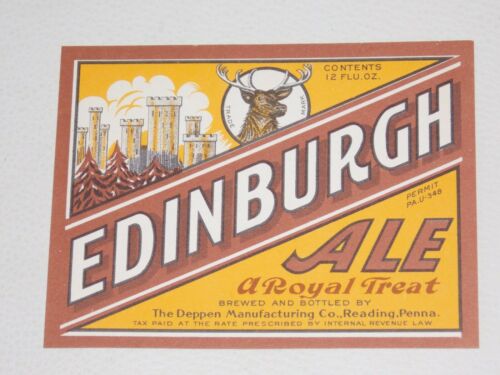 CONTENTS
12 FLU. OZ.
TRADE MARK
EDINBURGH
PERMIT
PA.U-348
ALE
A Royal Treat
BREWED AND BOTTLED BY
The Deppen Manufacturing Co., Reading, Penna.
TAX PAID AT THE RATE PRESCRIBED BY INTERNAL REVENUE LAW